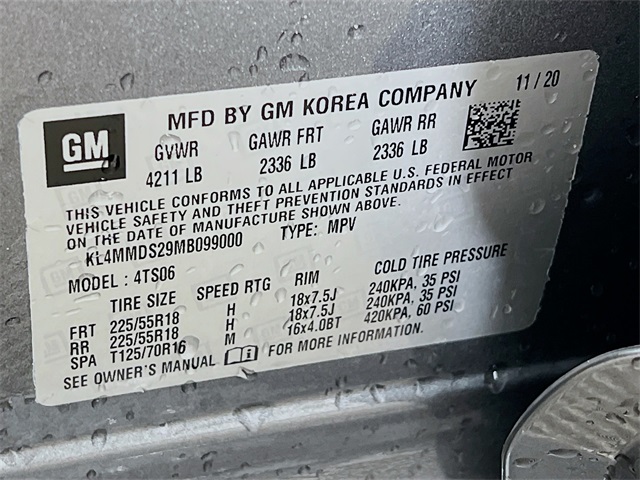 GM
MFD BY GM KOREA COMPANY 11/20
GVWR GAWR FRT GAWR RR
4211 LB 2336 LB 2336 LB
THIS VEHICLE CONFORMS TO ALL APPLICABLE U.S. FEDERAL MOTOR
VEHICLE SAFETY AND THEFT PREVENTION STANDARDS IN EFFECT
ON THE DATE OF MANUFACTURE SHOWN ABOVE.
KL4MMDS29MB099000 TYPE: MPV
MODEL: 4TS06
TIRE SIZE SPEED RTG RIM COLD TIRE PRESSURE
FRT 225/55R18 H 18x7.5J 240KPA, 35 PSI
RR 225/55R18 H 18x7.5J 240KPA, 35 PSI
SPA T125/70R16 M 16x4.0BT 420KPA, 60 PSI
SEE OWNER'S MANUAL FOR MORE INFORMATION.